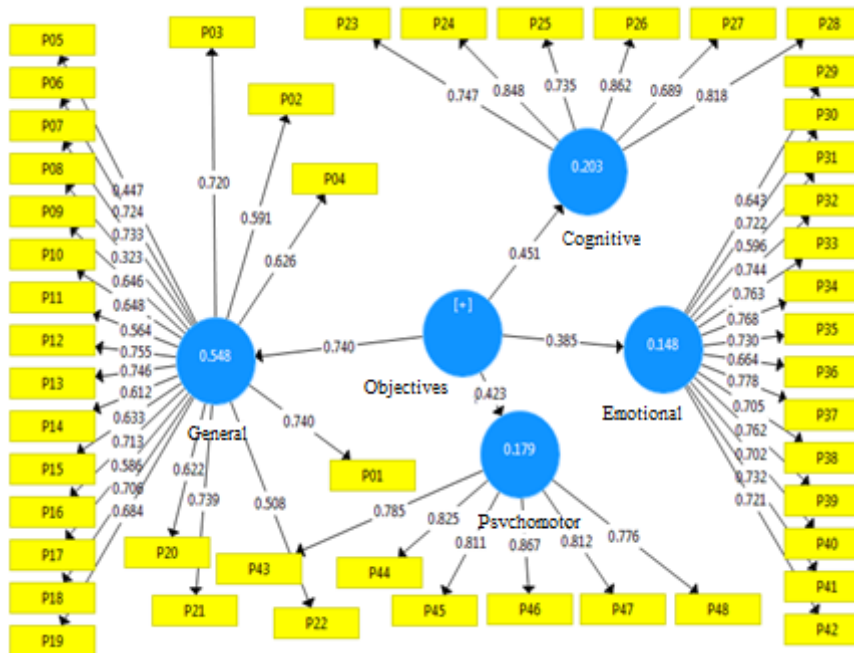 P23
P24
P25
P26
P27
P28
P03
P05
P06
P07
P08
P09
P10
P11
P12
P13
P14
P15
P16
P17
P18
P19
P02
P04
P29
P30
P31
P32
P33
P34
P35
P36
P37
P38
P39
P40
P41
P42
0.747
0.848
0.735
0.862
0.689
0.818
0.203
Cognitive
0.451
0.720
0.591
0.626
0.447
0.724
0.733
0.323
0.646
0.648
0.564
0.755
0.746
0.612
0.633
0.713
0.586
0.706
0.684
0.548
General
0.740
[+]
Objectives
0.385
0.423
0.643
0.722
0.596
0.744
0.763
0.768
0.730
0.664
0.778
0.705
0.762
0.702
0.732
0.721
0.148
Emotional
0.622
0.739
0.508
0.740
P01
P20
P21
P22
0.179
Psychomotor
0.785
0.825
0.811
0.867
0.812
0.776
P43
P44
P45
P46
P47
P48